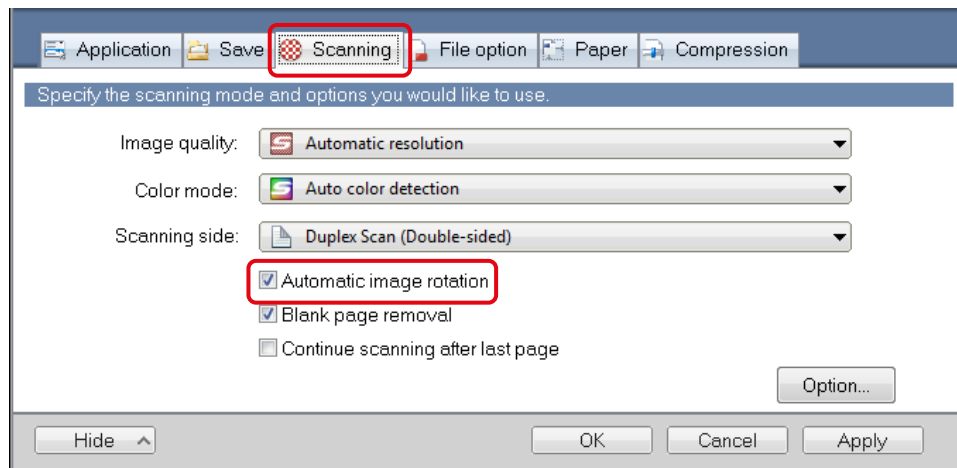 Application Save Scanning File option Paper Compression
Specify the scanning mode and options you would like to use.
Image quality: Automatic resolution
Color mode: Auto color detection
Scanning side: Duplex Scan (Double-sided)
Automatic image rotation
Blank page removal
Continue scanning after last page
Option...
Hide OK Cancel Apply